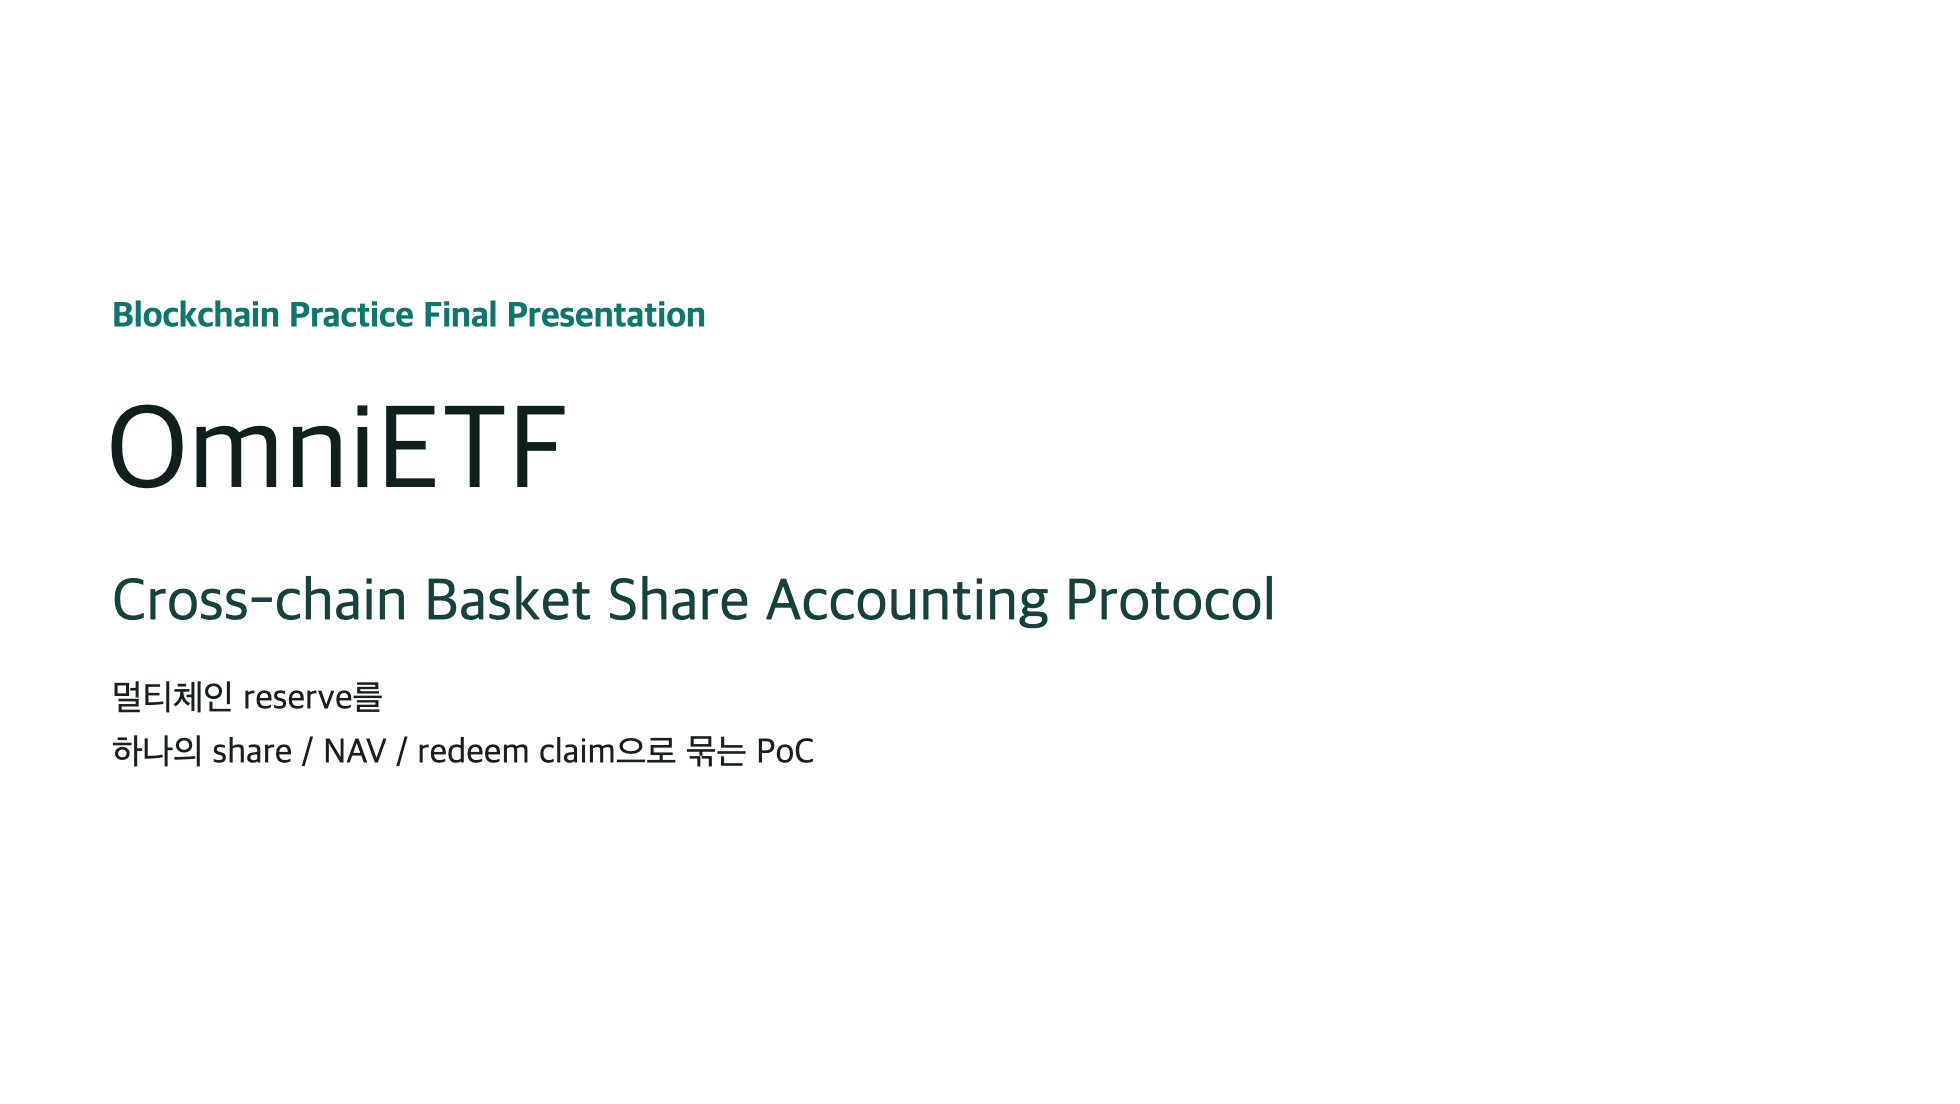 Blockchain Practice Final Presentation
OmniETF
Cross-chain Basket Share Accounting Protocol
멀티체인 reserve를
하나의 share / NAV / redeem claim으로 묶는 PoC